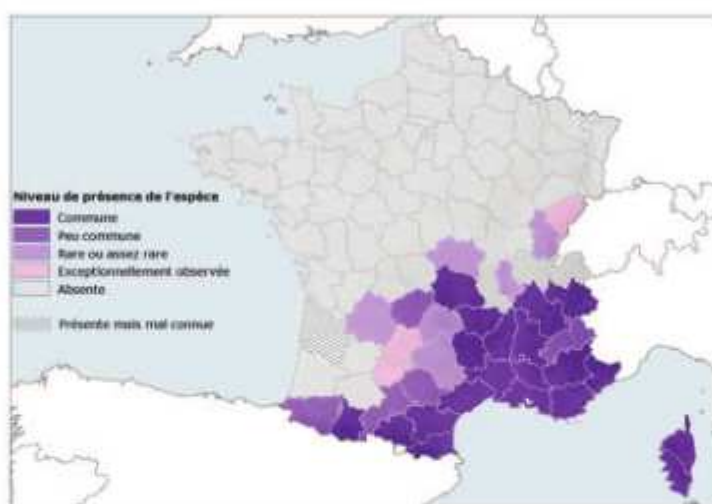 Niveau de présence de l'espèce
Commune
Peu commune
Rare ou assez rare
Exceptionnellement observée
Absente
Présente mais mal connue